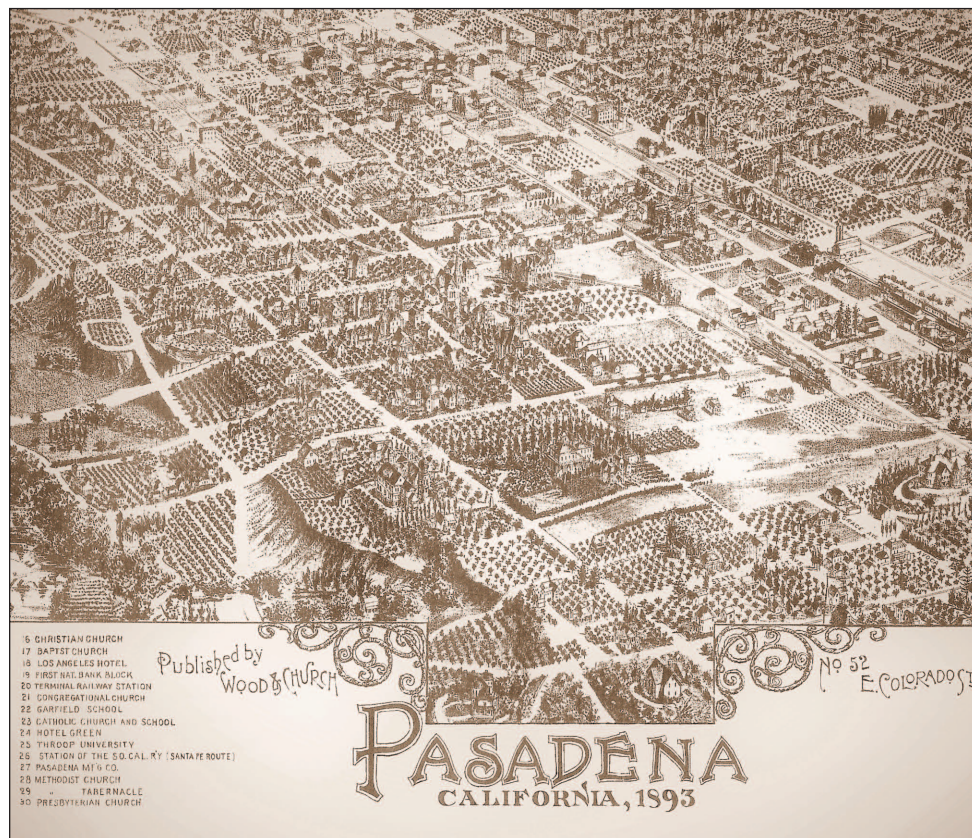 CALIFORNIA
ARLINGTON
16 CHRISTIAN CHURCH
17 BAPTST CHURCH
18 LOS ANGELES HOTEL
19 FIRST NAT. BANK BLOCK
20 TERMINAL RAILWAY STATION
21 CONGREGATIONAL CHURCH
22 GARFIELD SCHOOL
23 CATHOLIC CHURCH AND SCHOOL
24 HOTEL GREEN
25 THROOP UNIVERSITY
26 STATION OF THE SO. CAL. R'Y (SANTA FE ROUTE)
27 PASADENA M'F'G CO.
28 METHODIST CHURCH
29 " TABERNACLE
30 PRESBYTERIAN CHURCH
Published by
WOOD & CHURCH
No 52
E. COLORADO ST
PASADENA
CALIFORNIA, 1893